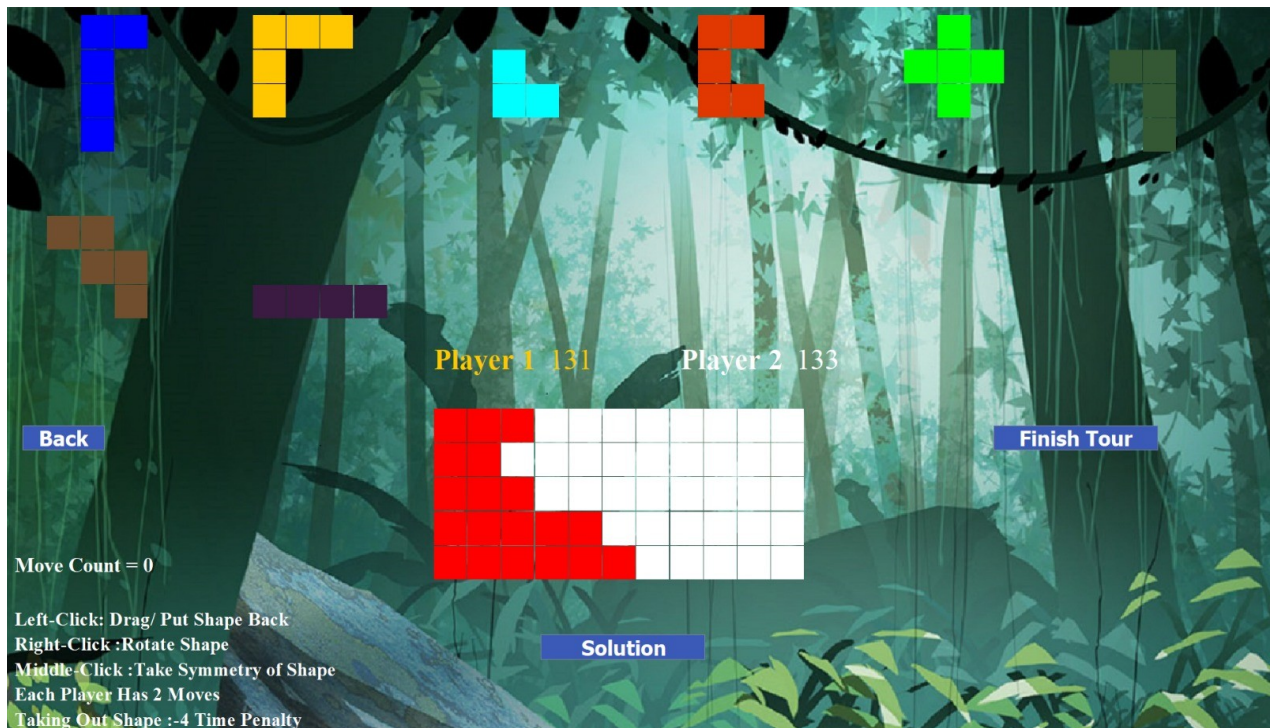 Player 1 131 Player 2 133
Back
Finish Tour
Move Count = 0
Left-Click: Drag/ Put Shape Back
Right-Click :Rotate Shape
Solution
Middle-Click :Take Symmetry of Shape
Each Player Has 2 Moves
Taking Out Shape :-4 Time Penalty